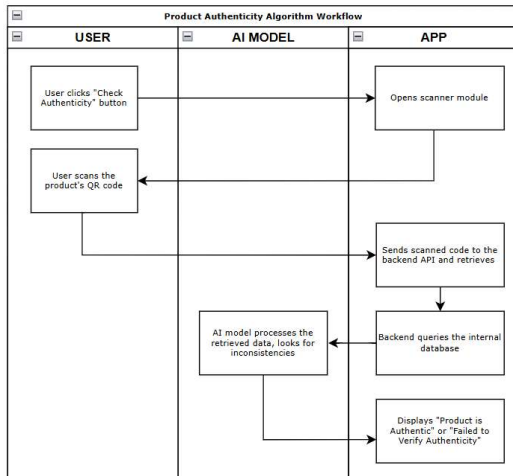 Product Authenticity Algorithm Workflow
USER
AI MODEL
APP
User clicks "Check
Authenticity" button
Opens scanner module
User scans the
product's QR code
Sends scanned code to the
backend API and retrieves
Backend queries the internal
database
AI model processes the
retrieved data, looks for
inconsistencies
Displays "Product is
Authentic" or "Failed to
Verify Authenticity"